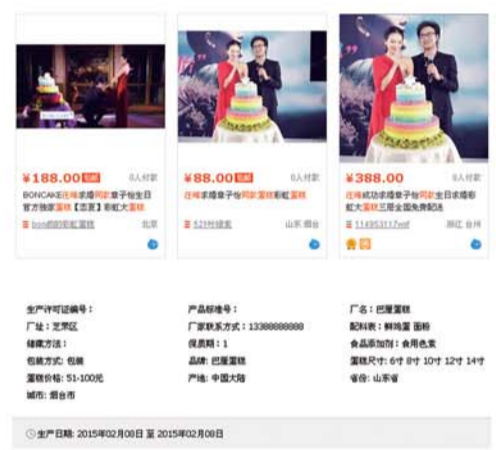 ¥188.00 包邮 0人付款
BONCAKE汪峰求婚同款章子怡生日
官方独家蛋糕【恋夏】彩虹大蛋糕
北京
¥88.00 包邮 0人付款
汪峰求婚章子怡同款蛋糕彩虹蛋糕
山东 烟台
¥388.00 0人付款
汪峰成功求婚章子怡同款生日求婚彩
虹大蛋糕三层全国免费配送
114953117wlf 浙江 台州
生产许可证编号: 产品标准号: 厂名: 巴黎蛋糕
厂址: 芝罘区 厂家联系方式: 13388888888 配料表: 鲜鸡蛋 面粉
储藏方法: 保质期: 1 食品添加剂: 食用色素
包装方式: 包装 品牌: 巴黎蛋糕 蛋糕尺寸: 6寸 8寸 10寸 12寸 14寸
蛋糕价格: 51-100元 产地: 中国大陆 省份: 山东省
城市: 烟台市
生产日期: 2015年02月08日 至 2015年02月08日